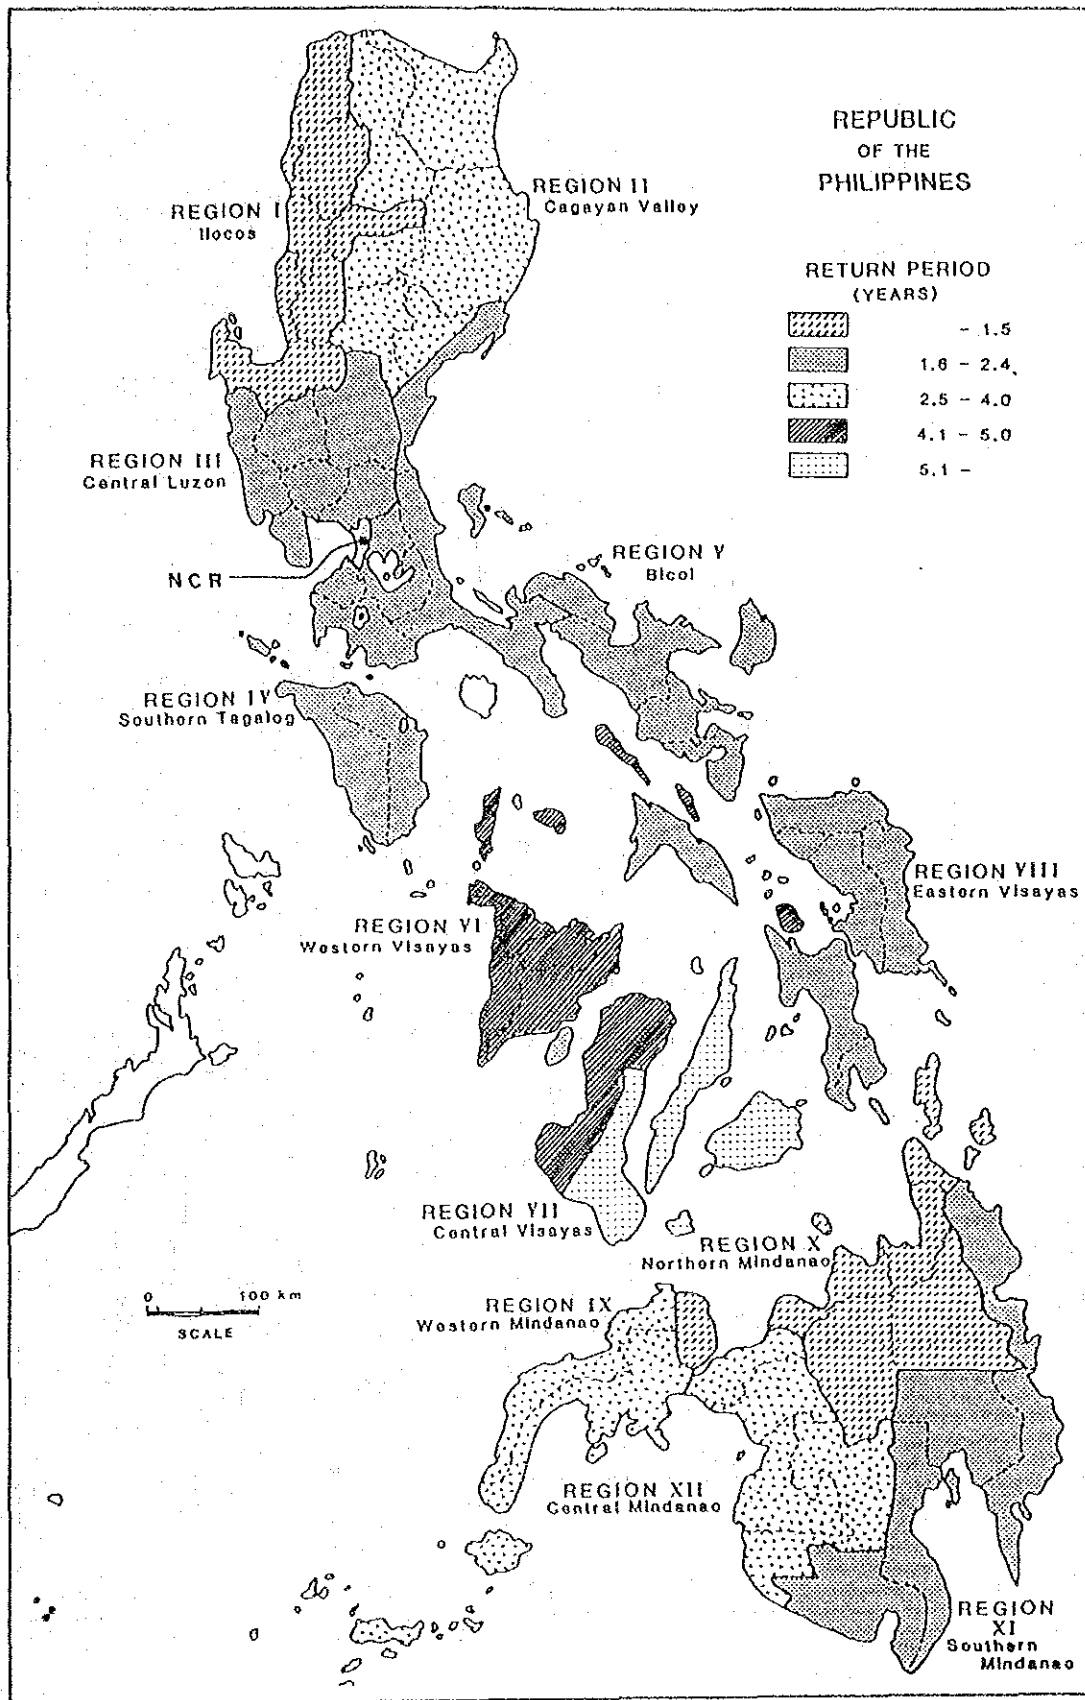 REPUBLIC
OF THE
PHILIPPINES
REGION II
Cagayan Valley
REGION I
Ilocos
RETURN PERIOD
(YEARS)
- 1.5
1.6 - 2.4
2.5 - 4.0
4.1 - 5.0
5.1 -
REGION III
Central Luzon
NCR
REGION V
Bicol
REGION IV
Southern Tagalog
REGION VIII
Eastern Visayas
REGION VI
Western Visayas
REGION VII
Central Visayas
REGION X
Northern Mindanao
0 100 km
SCALE
REGION IX
Western Mindanao
REGION XII
Central Mindanao
REGION
XI
Southern
Mindanao